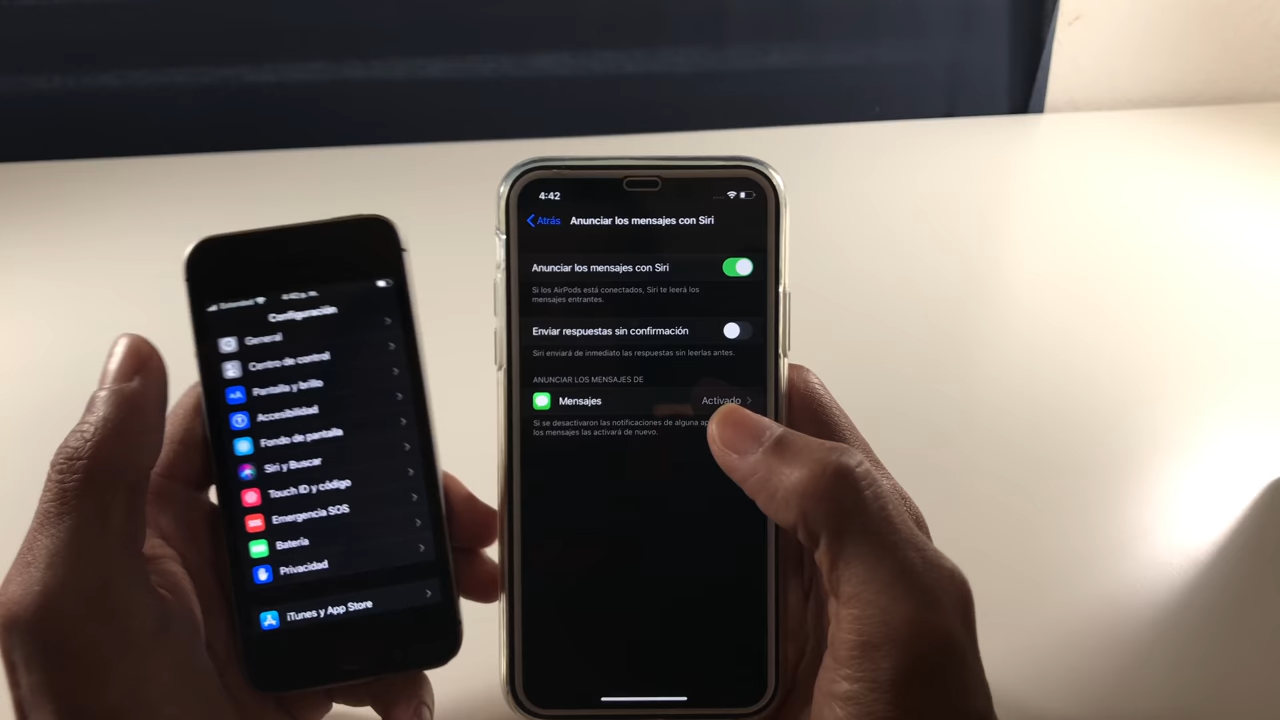 Configuración
General
Centro de control
Pantalla y brillo
Accesibilidad
Fondo de pantalla
Siri y Buscar
Touch ID y código
SOS
Emergencia SOS
Batería
Privacidad
iTunes y App Store
4:42
Atrás
Anunciar los mensajes con Siri
Anunciar los mensajes con Siri
Si los AirPods está conectados, Siri te leerá los
mensajes entrantes.
Enviar respuestas sin confirmación
Siri enviará de inmediato las respuestas sin leerlas antes.
ANUNCIAR LOS MENSAJES DE
Mensajes
Activado
Si se desactivaron las notificaciones de alguna
los mensajes las activará de nuevo.